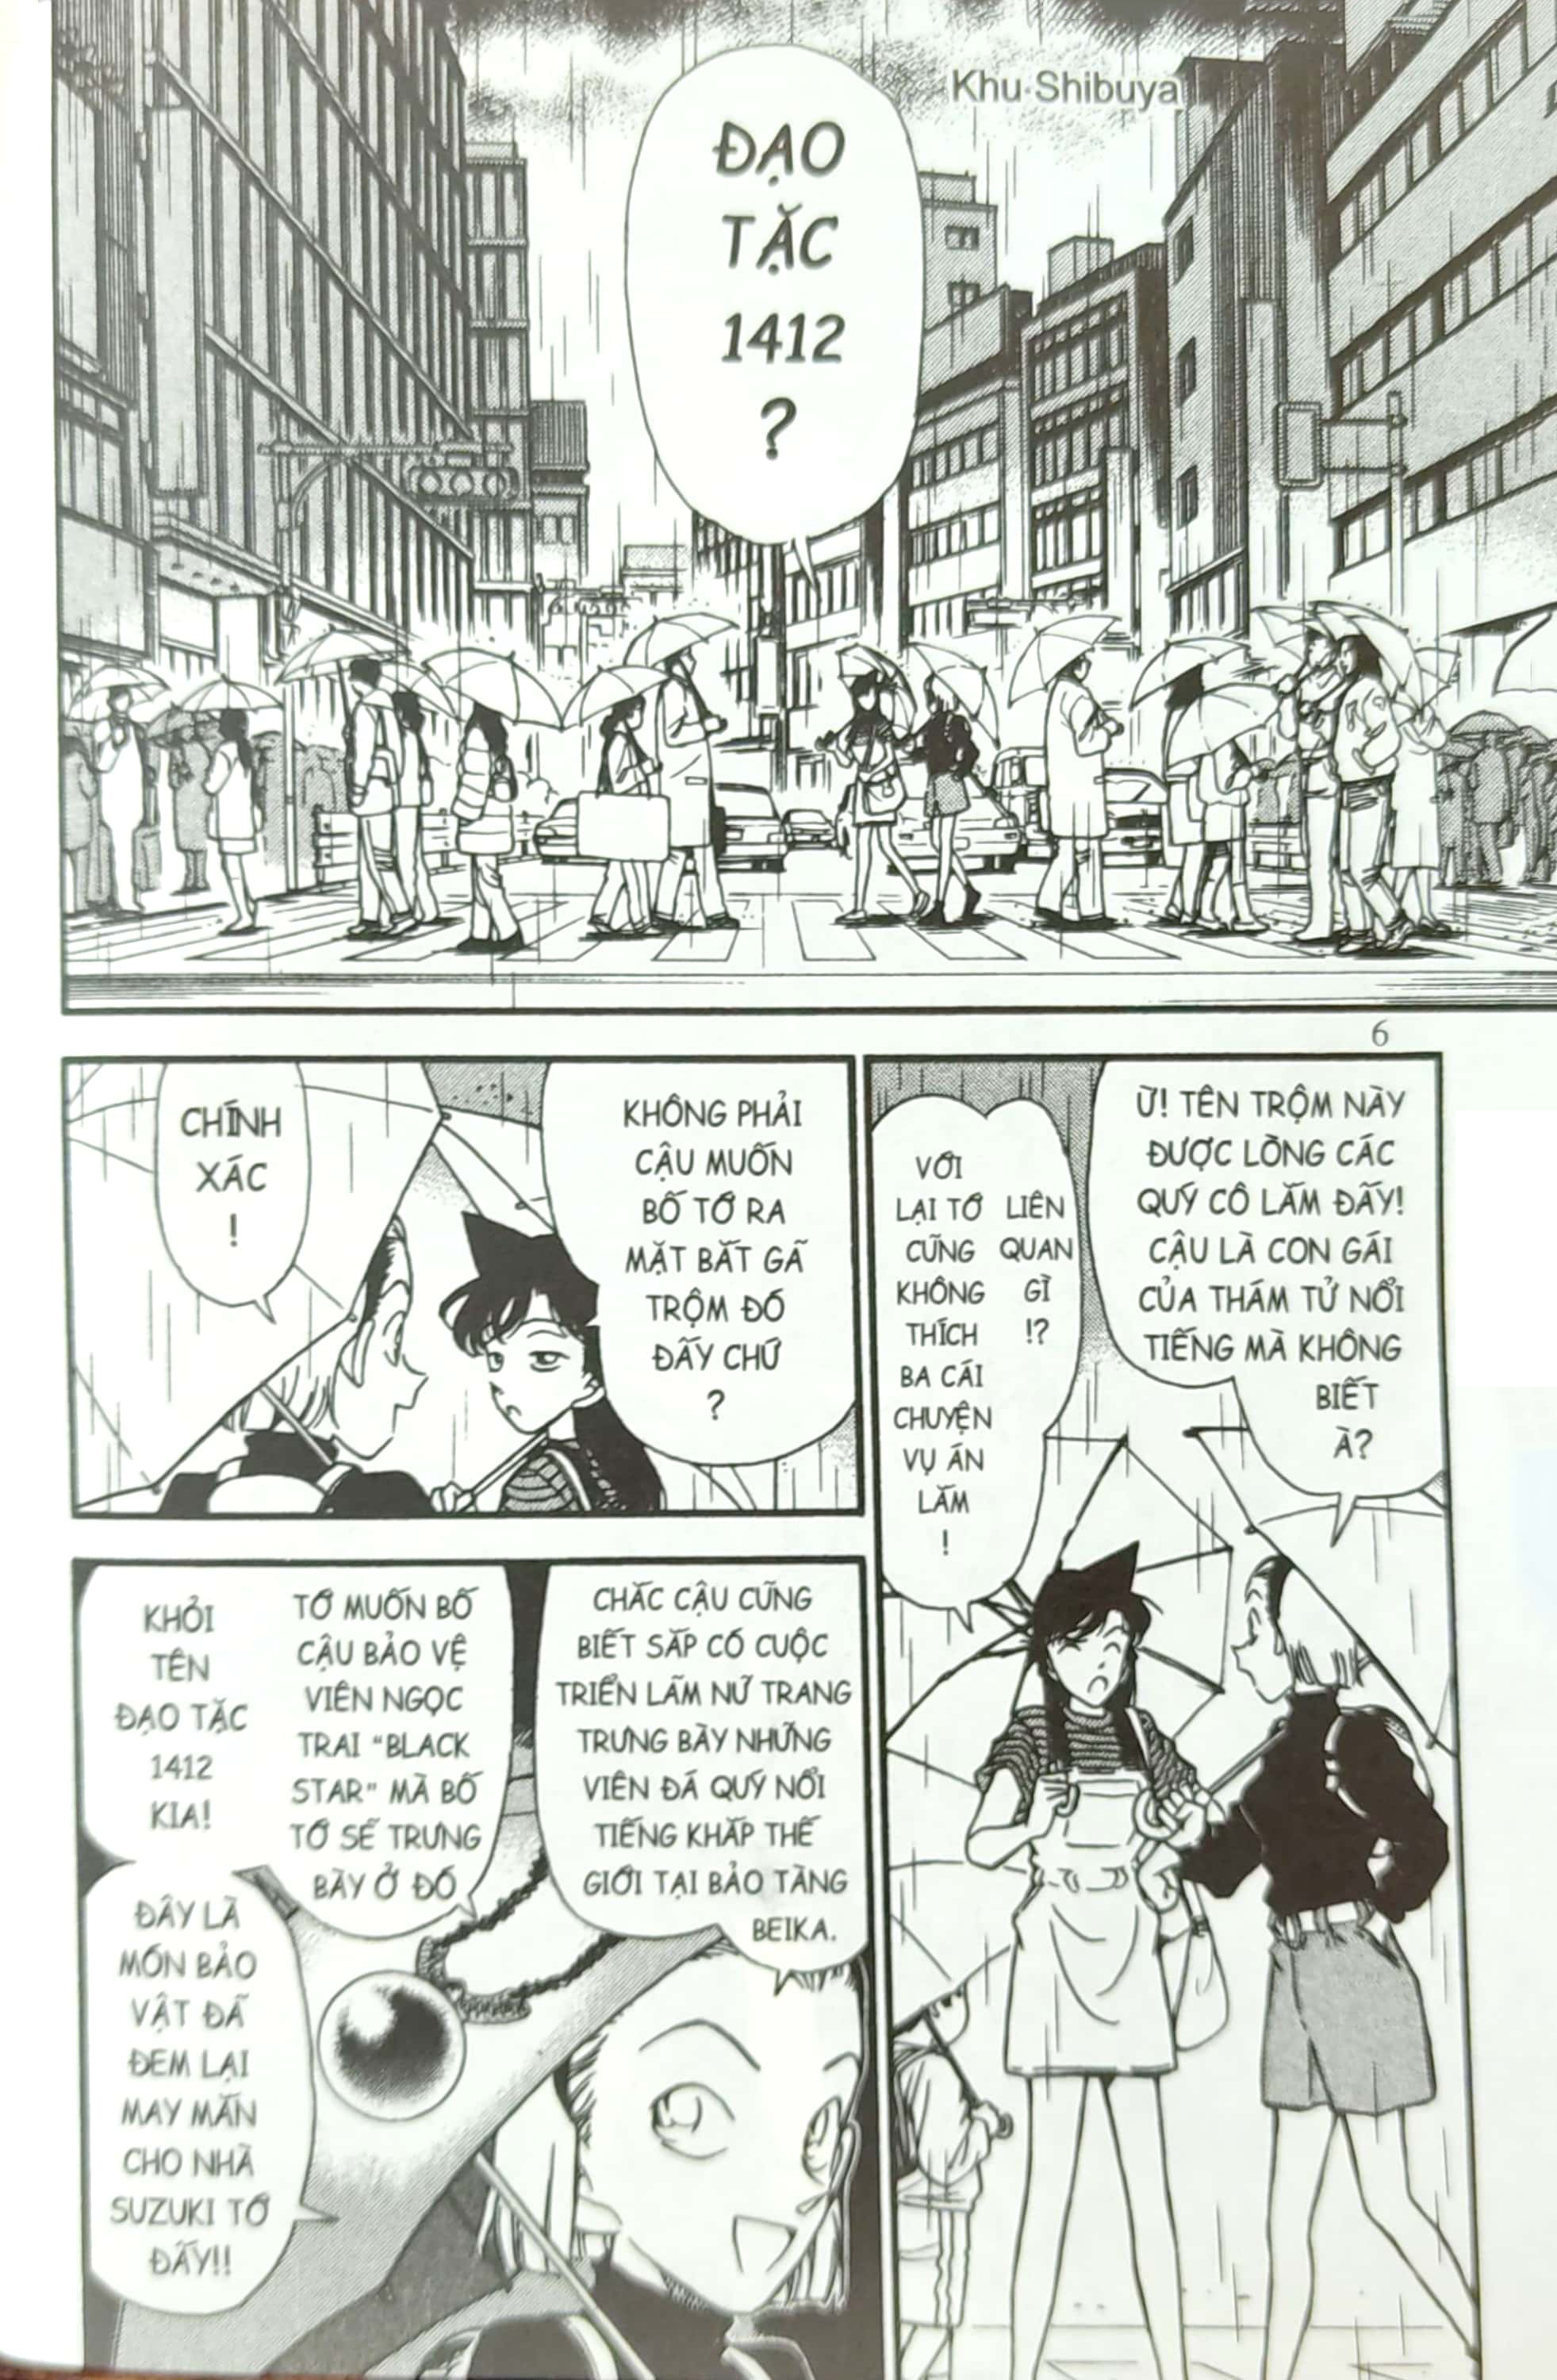 Khu Shibuya
ĐẠO
TẶC
1412
?
6
Ừ! TÊN TRỘM NÀY
ĐƯỢC LÒNG CÁC
QUÝ CÔ LẮM ĐẤY!
CẬU LÀ CON GÁI
CỦA THÁM TỬ NỔI
TIẾNG MÀ KHÔNG
BIẾT
À?
LIÊN
QUAN
GÌ
!?
VỚI
LẠI TỚ
CŨNG
KHÔNG
THÍCH
BA CÁI
CHUYỆN
VỤ ÁN
LẮM
!
KHÔNG PHẢI
CẬU MUỐN
BỐ TỚ RA
MẶT BẮT GÃ
TRỘM ĐÓ
ĐẤY CHỨ
?
CHÍNH
XÁC
!
CHẮC CẬU CŨNG
BIẾT SẮP CÓ CUỘC
TRIỂN LÃM NỮ TRANG
TRƯNG BÀY NHỮNG
VIÊN ĐÁ QUÝ NỔI
TIẾNG KHẮP THẾ
GIỚI TẠI BẢO TÀNG
BEIKA.
TỚ MUỐN BỐ
CẬU BẢO VỆ
VIÊN NGỌC
TRAI "BLACK
STAR" MÀ BỐ
TỚ SẼ TRƯNG
BÀY Ở ĐÓ
KHỎI
TÊN
ĐẠO TẶC
1412
KIA!
ĐÂY LÀ
MÓN BẢO
VẬT ĐÃ
ĐEM LẠI
MAY MẮN
CHO NHÀ
SUZUKI TỚ
ĐẤY!!